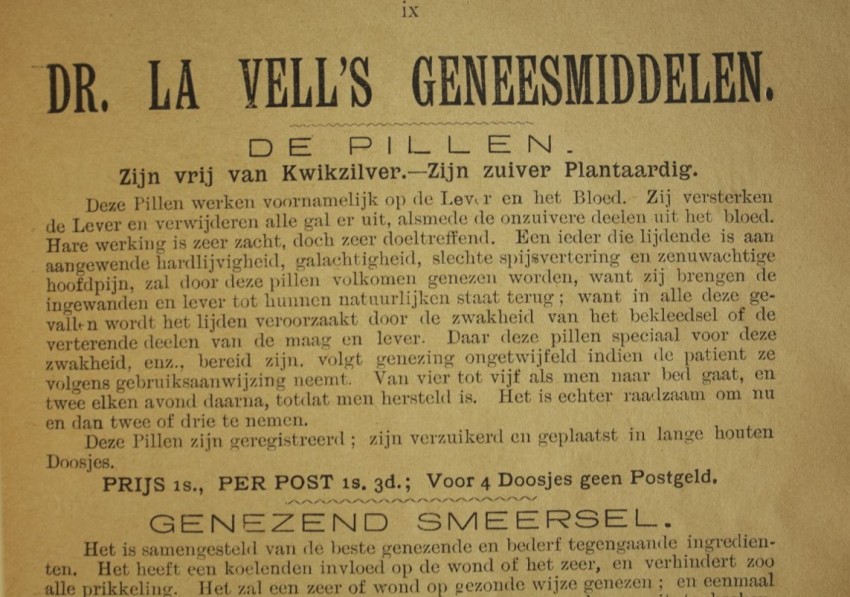 ix
DR. LA VELL'S GENEESMIDDELEN.
DE PILLEN.
Zijn vrij van Kwikzilver.—Zijn zuiver Plantaardig.
Deze Pillen werken voornamelijk op de Lever en het Bloed. Zij versterken
de Lever en verwijderen alle gal er uit, alsmede de onzuivere deelen uit het bloed.
Hare werking is zeer zacht, doch zeer doeltreffend. Een ieder die lijdende is aan
aangewende hardlijvigheid, galachtigheid, slechte spijsvertering en zenuwachtige
hoofdpijn, zal door deze pillen volkomen genezen worden, want zij brengen de
ingewanden en lever tot hunnen natuurlijken staat terug; want in alle deze ge-
vallen wordt het lijden veroorzaakt door de zwakheid van het bekleedsel of de
verterende deelen van de maag en lever. Daar deze pillen speciaal voor deze
zwakheid, enz., bereid zijn. volgt genezing ongetwijfeld indien de patient ze
volgens gebruiksaanwijzing neemt. Van vier tot vijf als men naar bed gaat, en
twee elken avond daarna, totdat men hersteld is. Het is echter raadzaam om nu
en dan twee of drie te nemen.
Deze Pillen zijn geregistreerd; zijn verzuikerd en geplaatst in lange houten
Doosjes.
PRIJS 1s., PER POST 1s. 3d.; Voor 4 Doosjes geen Postgeld.
GENEZEND SMEERSEL.
Het is samengesteld van de beste genezende en bederf tegengaande ingredien-
ten. Het heeft een koelenden invloed op de wond of het zeer, en verhindert zoo
alle prikkeling. Het zal een zeer of wond op gezonde wijze genezen; en eenmaal